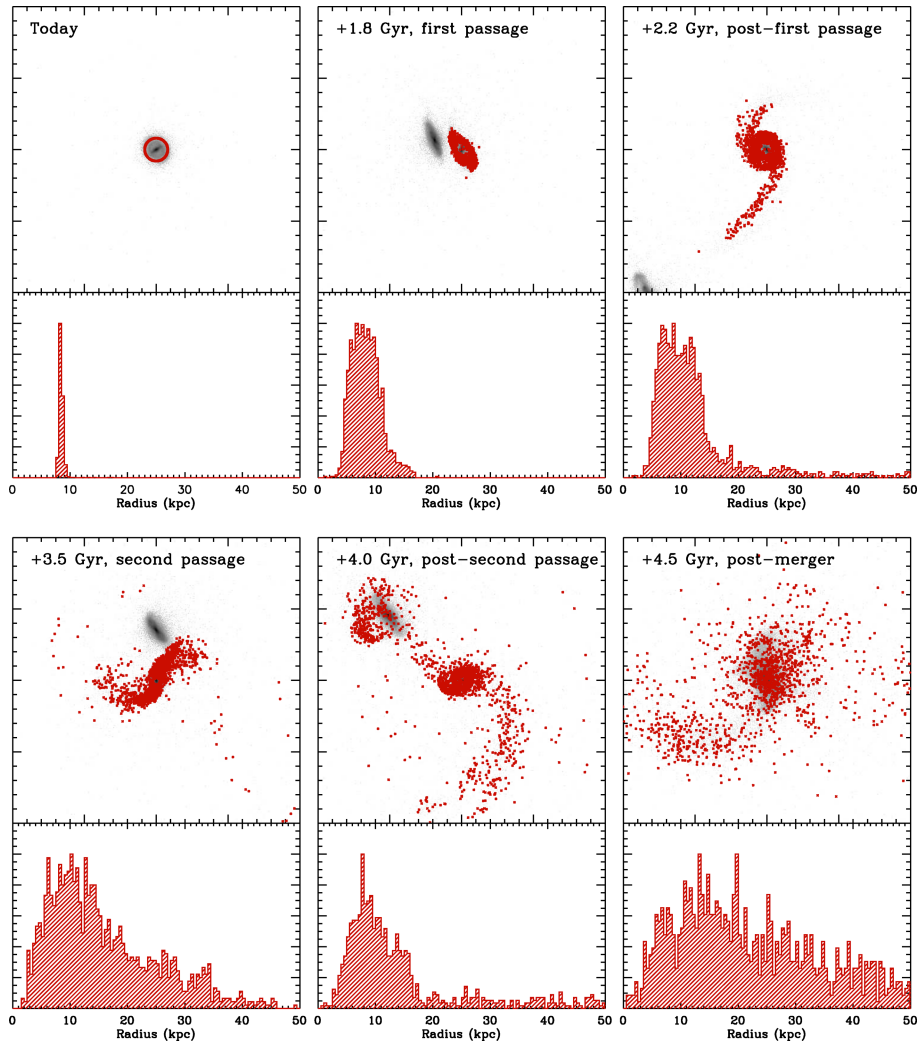 Today
+1.8 Gyr, first passage
+2.2 Gyr, post-first passage
0 10 20 30 40 50
Radius (kpc)
0 10 20 30 40 50
Radius (kpc)
0 10 20 30 40 50
Radius (kpc)
+3.5 Gyr, second passage
+4.0 Gyr, post-second passage
+4.5 Gyr, post-merger
0 10 20 30 40 50
Radius (kpc)
0 10 20 30 40 50
Radius (kpc)
0 10 20 30 40 50
Radius (kpc)